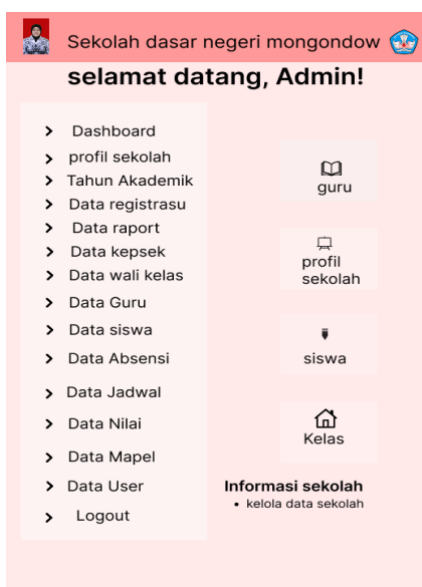 Sekolah dasar negeri mongondow
selamat datang, Admin!
Dashboard
profil sekolah
Tahun Akademik
Data registrasu
Data raport
Data kepsek
Data wali kelas
Data Guru
Data siswa
Data Absensi
Data Jadwal
Data Nilai
Data Mapel
Data User
Logout
guru
profil
sekolah
siswa
Kelas
Informasi sekolah
• kelola data sekolah